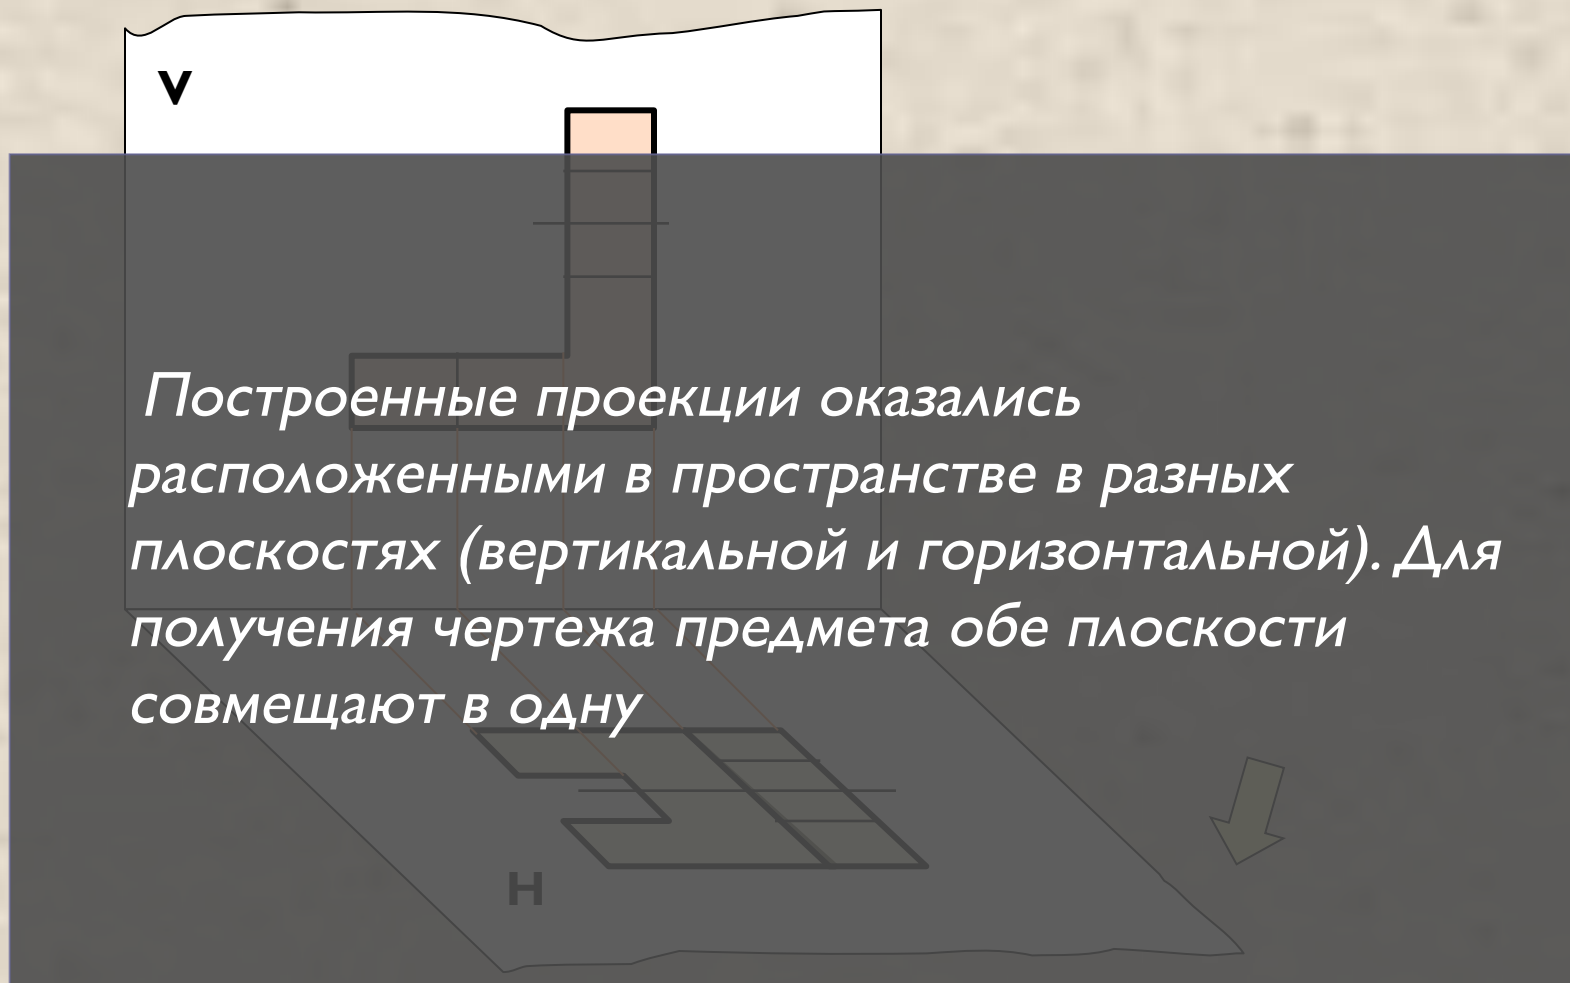 V
Построенные проекции оказались
расположенными в пространстве в разных
плоскостях (вертикальной и горизонтальной). Для
получения чертежа предмета обе плоскости
совмещают в одну
H